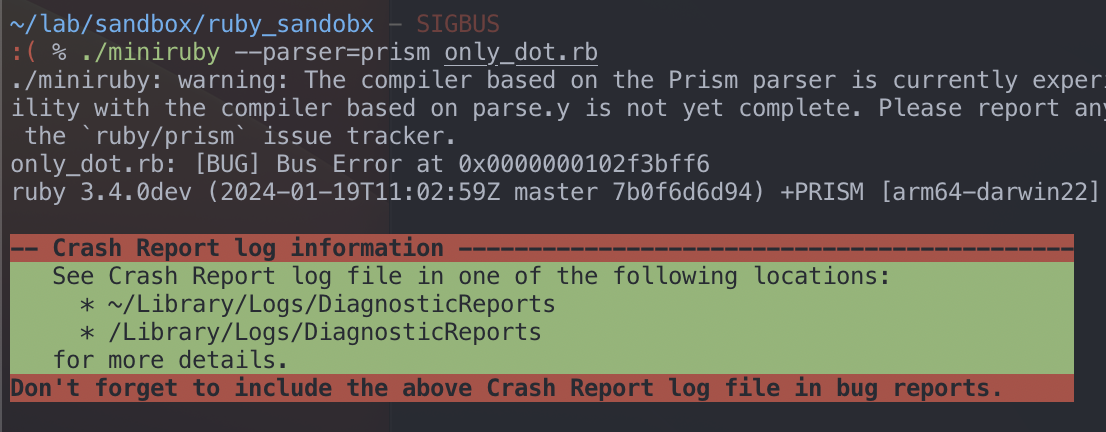 ~/lab/sandbox/ruby_sandobx — SIGBUS
:( % ./miniruby --parser=prism only_dot.rb
./miniruby: warning: The compiler based on the Prism parser is currently experi
ility with the compiler based on parse.y is not yet complete. Please report any
the `ruby/prism` issue tracker.
only_dot.rb: [BUG] Bus Error at 0x0000000102f3bff6
ruby 3.4.0dev (2024-01-19T11:02:59Z master 7b0f6d6d94) +PRISM [arm64-darwin22]
-- Crash Report log information --------------------------------------------
See Crash Report log file in one of the following locations:
* ~/Library/Logs/DiagnosticReports
* /Library/Logs/DiagnosticReports
for more details.
Don't forget to include the above Crash Report log file in bug reports.